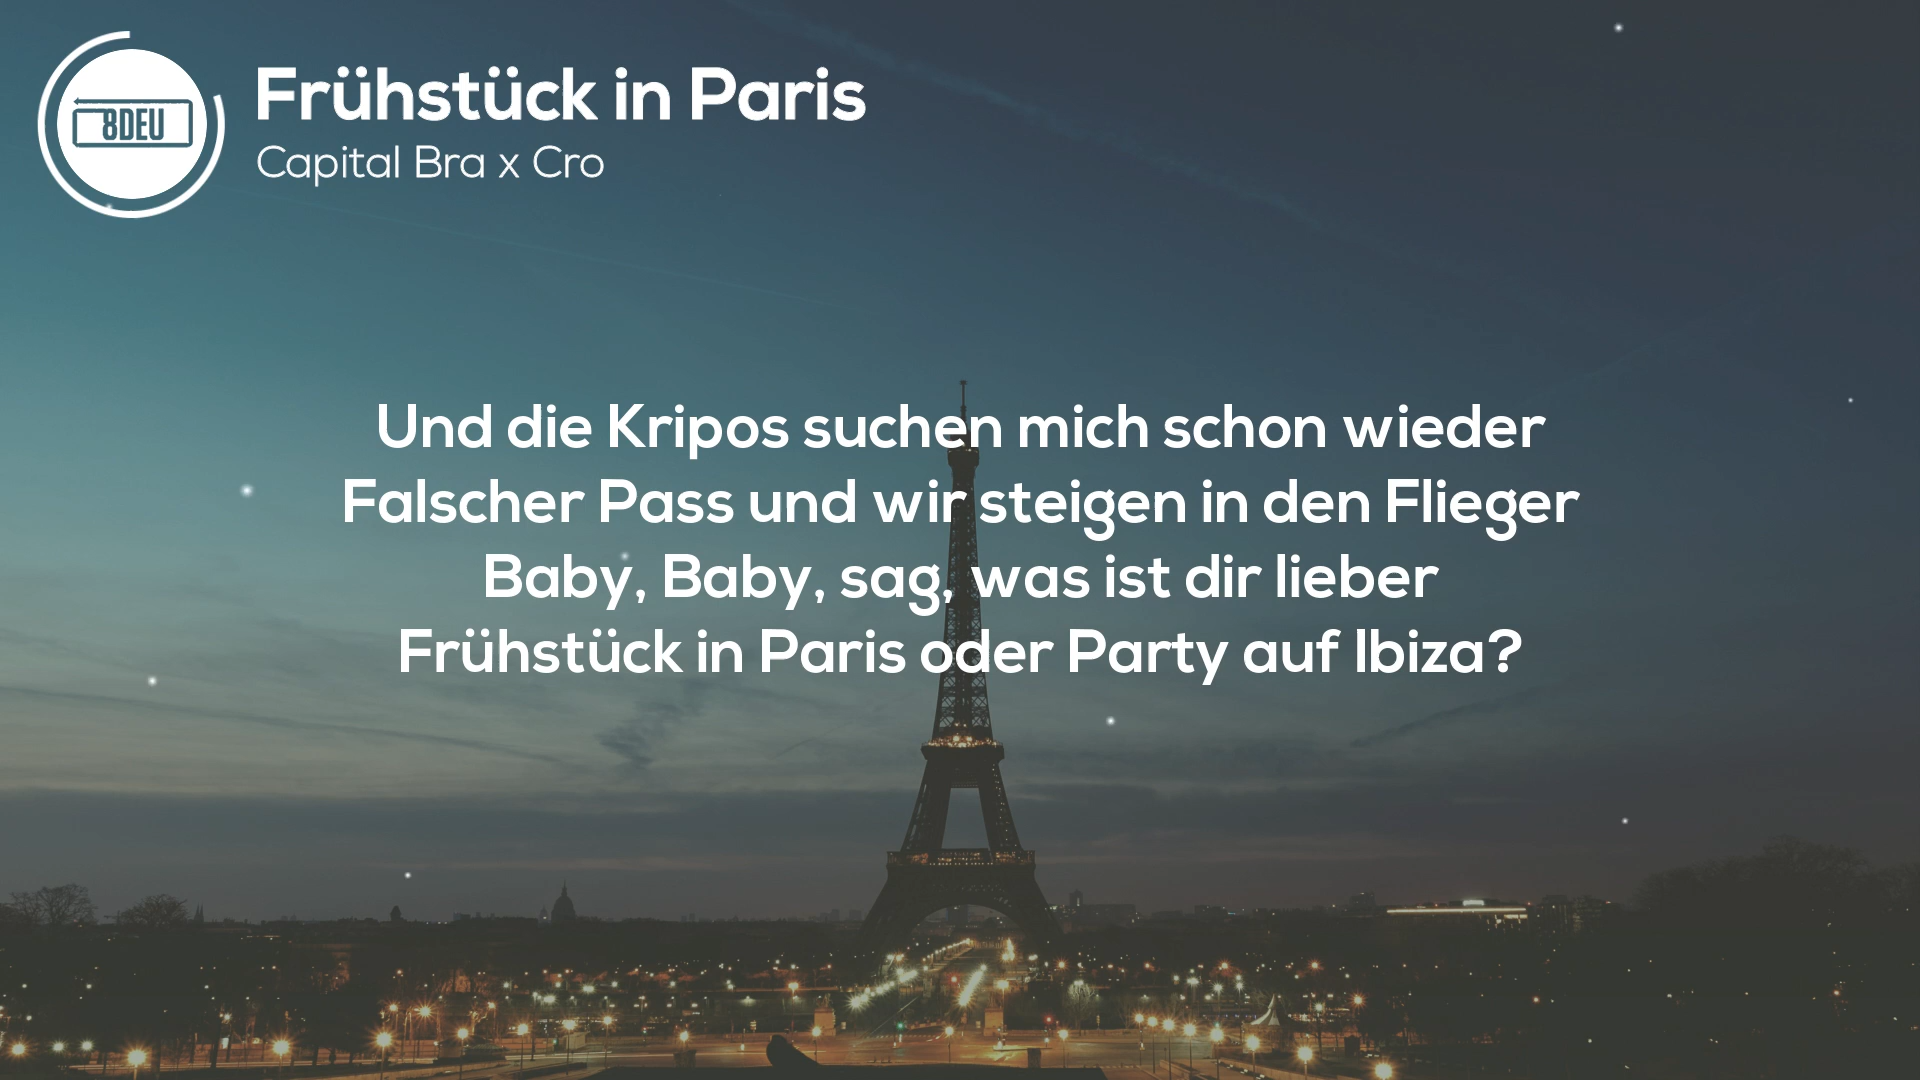 8DEU
Frühstück in Paris
Capital Bra x Cro
Und die Kripos suchen mich schon wieder
Falscher Pass und wir steigen in den Flieger
Baby, Baby, sag, was ist dir lieber
Frühstück in Paris oder Party auf Ibiza?